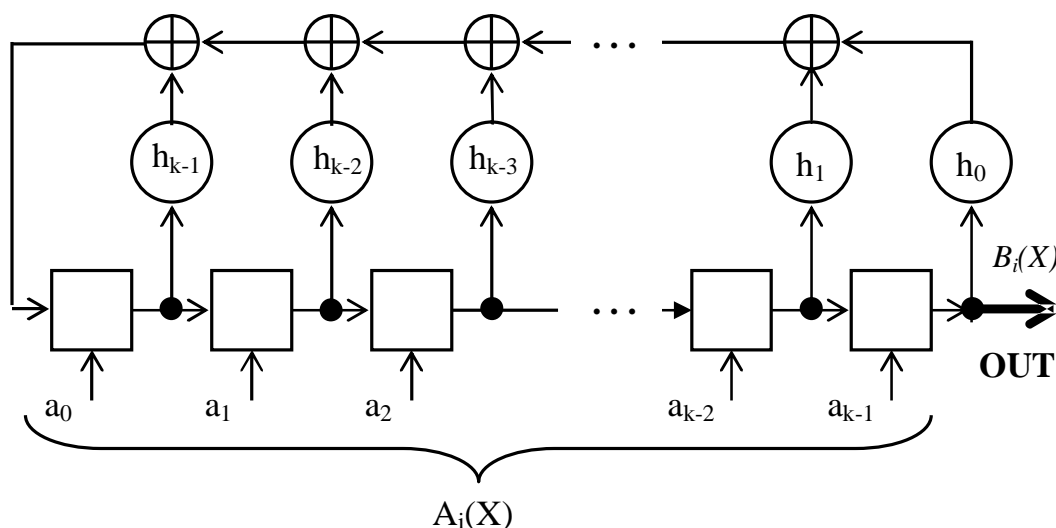 ...
h_{k-1} h_{k-2} h_{k-3} h_1 h_0
B_i(X)
...
OUT
a_0 a_1 a_2 a_{k-2} a_{k-1}
A_i(X)